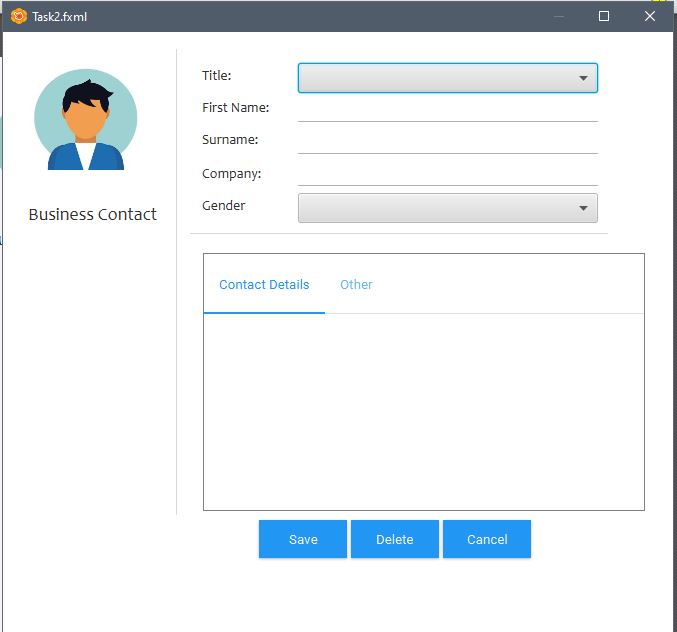 Task2.fxml
Title:
First Name:
Surname:
Company:
Gender
Business Contact
Contact Details Other
Save Delete Cancel